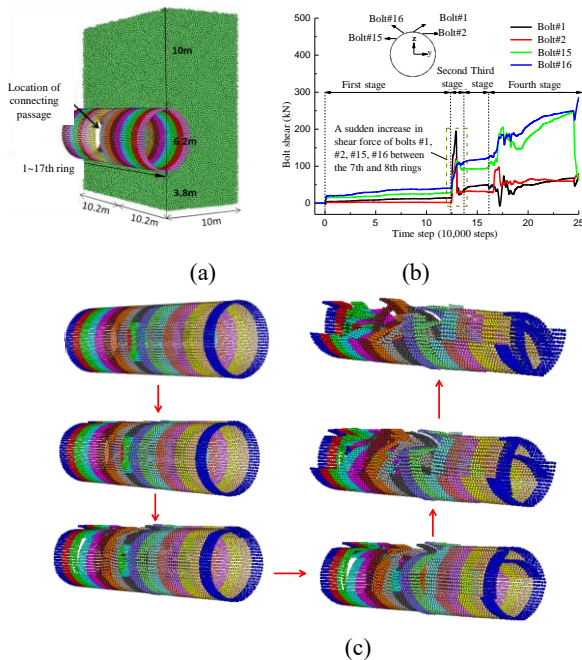 10m
Location of
connecting
passage
6.2m
1~17th ring
3.8m
10.2m
10.2m
10m
(a)
Bolt#16
Bolt#1
Bolt#15
Bolt#2
z
y
Bolt#1
Bolt#2
Bolt#15
Bolt#16
500
400
300
200
100
0
Bolt shear (kN)
First stage
Second
stage
Third
stage
Fourth stage
A sudden increase in
shear force of bolts #1,
#2, #15, #16 between
the 7th and 8th rings
0
5
10
15
20
25
Time step (10,000 steps)
(b)
(c)